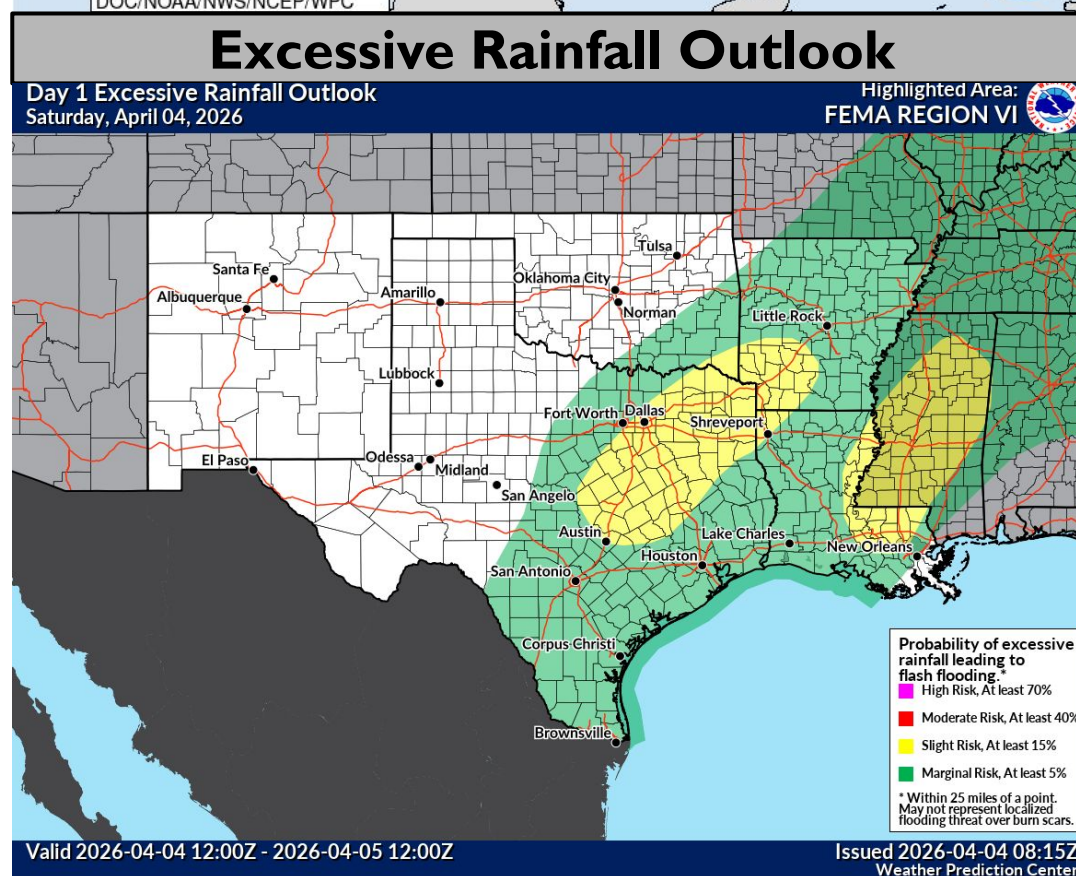 DOC/NOAA/NWS/NCEP/WPC
Excessive Rainfall Outlook
Day 1 Excessive Rainfall Outlook
Saturday, April 04, 2026
Highlighted Area:
FEMA REGION VI
Tulsa
Santa Fe
Oklahoma City
Albuquerque
Amarillo
Norman
Little Rock
Lubbock
Fort Worth
Dallas
Shreveport
El Paso
Odessa
Midland
San Angelo
Austin
Lake Charles
New Orleans
Houston
San Antonio
Corpus Christi
Brownsville
Probability of excessive
rainfall leading to
flash flooding.*
High Risk, At least 70%
Moderate Risk, At least 40%
Slight Risk, At least 15%
Marginal Risk, At least 5%
* Within 25 miles of a point.
May not represent localized
flooding threat over burn scars.
Valid 2026-04-04 12:00Z - 2026-04-05 12:00Z
Issued 2026-04-04 08:15Z
Weather Prediction Center